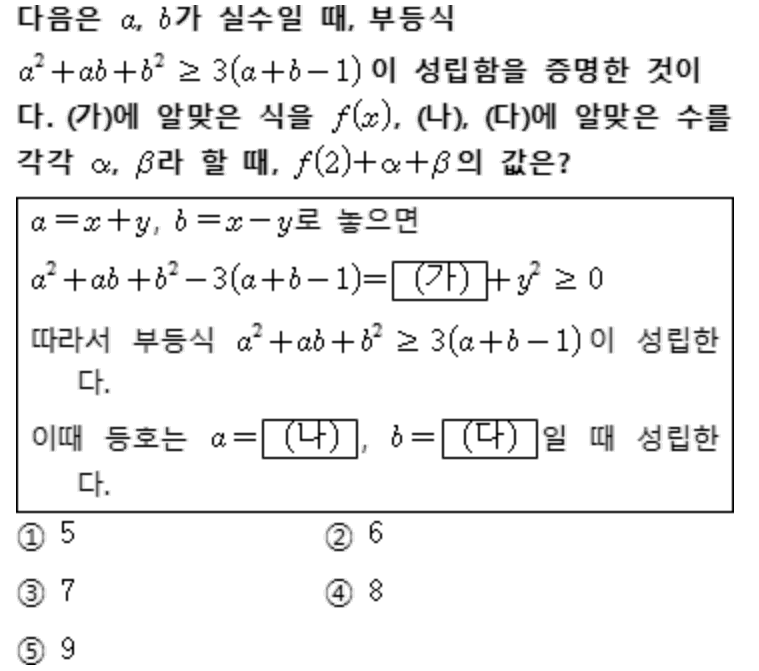 다음은 a, b가 실수일 때, 부등식
a²+ab+b² ≥ 3(a+b−1)이 성립함을 증명한 것이
다. (가)에 알맞은 식을 f(x), (나), (다)에 알맞은 수를
각각 α, β라 할 때, f(2)+α+β의 값은?
a=x+y, b=x−y로 놓으면
a²+ab+b²−3(a+b−1)= (가) +y² ≥ 0
따라서 부등식 a²+ab+b² ≥ 3(a+b−1)이 성립한
다.
이때 등호는 a= (나) , b= (다) 일 때 성립한
다.
① 5 ② 6
③ 7 ④ 8
⑤ 9